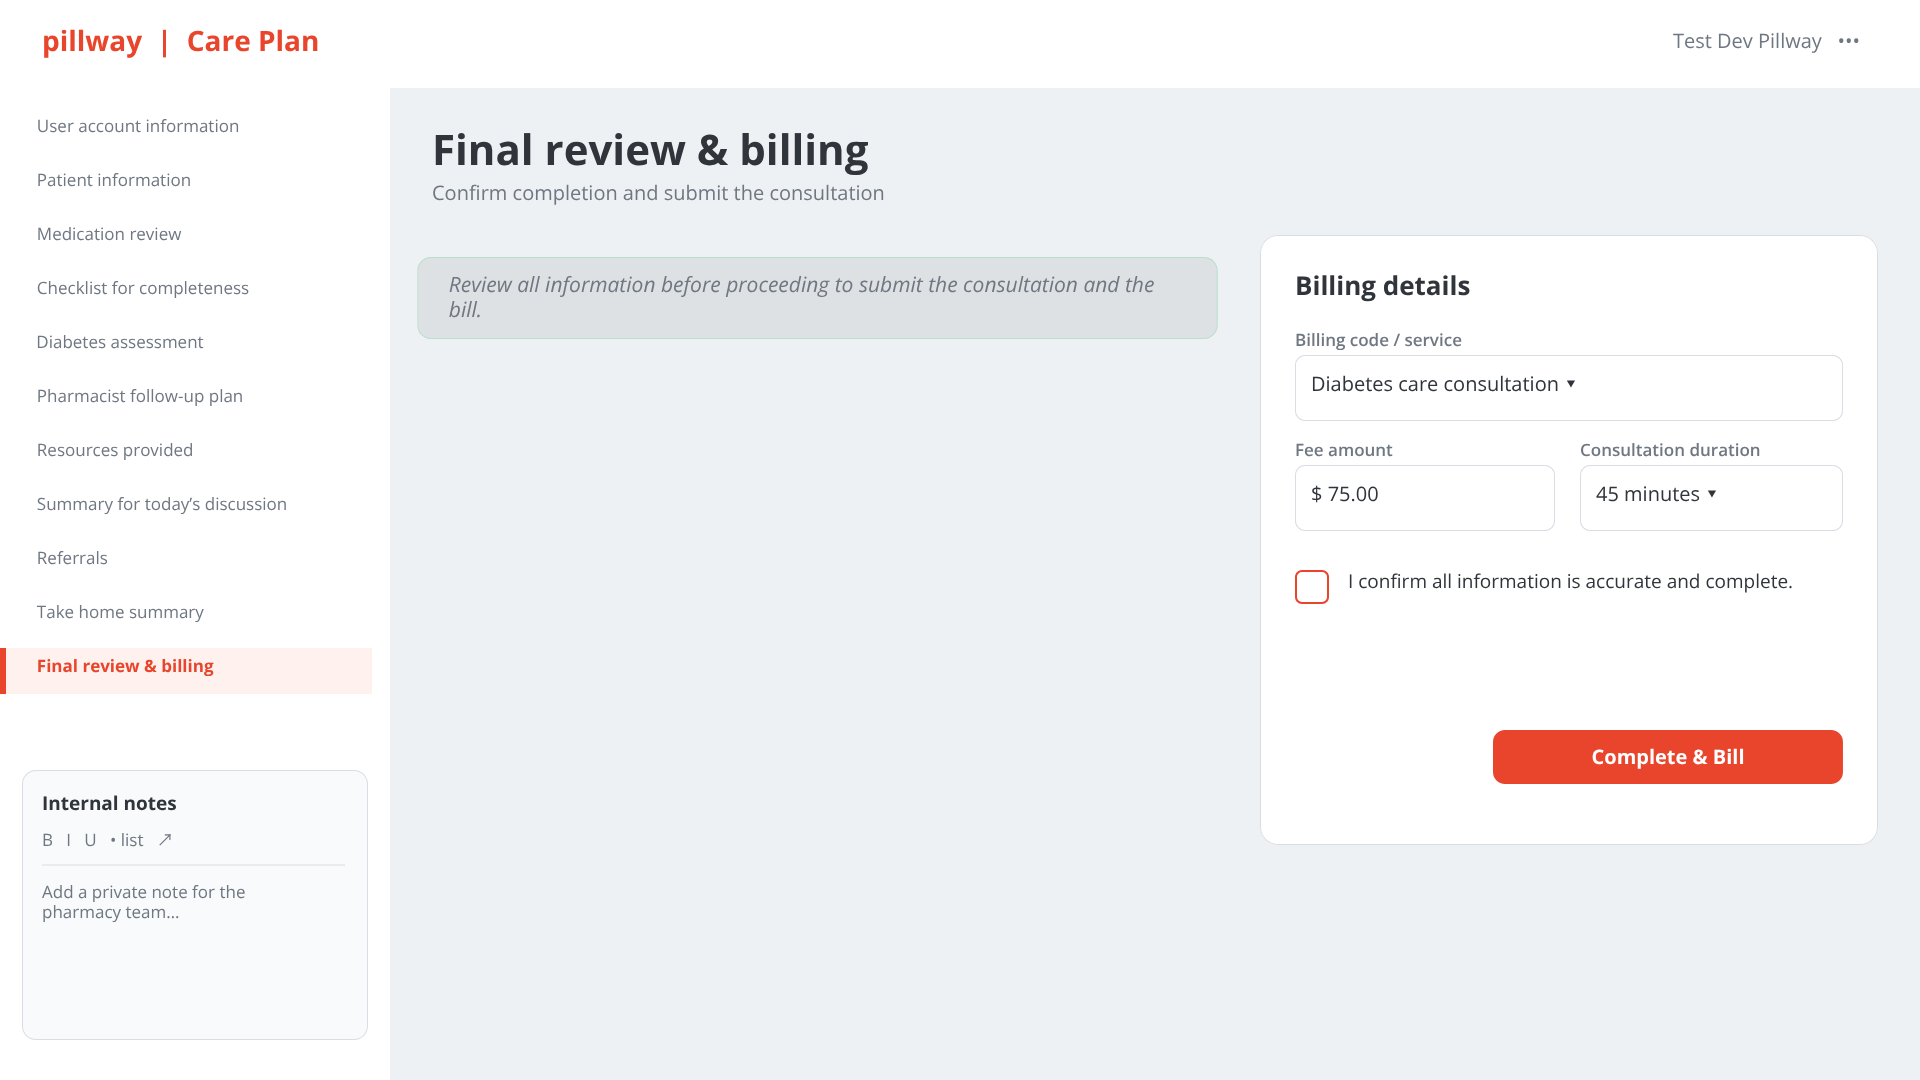 pillway | Care Plan
Test Dev Pillway •••
User account information
Patient information
Medication review
Checklist for completeness
Diabetes assessment
Pharmacist follow-up plan
Resources provided
Summary for today’s discussion
Referrals
Take home summary
Final review & billing
Internal notes
B I U • list ↗
Add a private note for the
pharmacy team...
Final review & billing
Confirm completion and submit the consultation
Review all information before proceeding to submit the consultation and the
bill.
Billing details
Billing code / service
Diabetes care consultation ▾
Fee amount
$ 75.00
Consultation duration
45 minutes ▾
I confirm all information is accurate and complete.
Complete & Bill